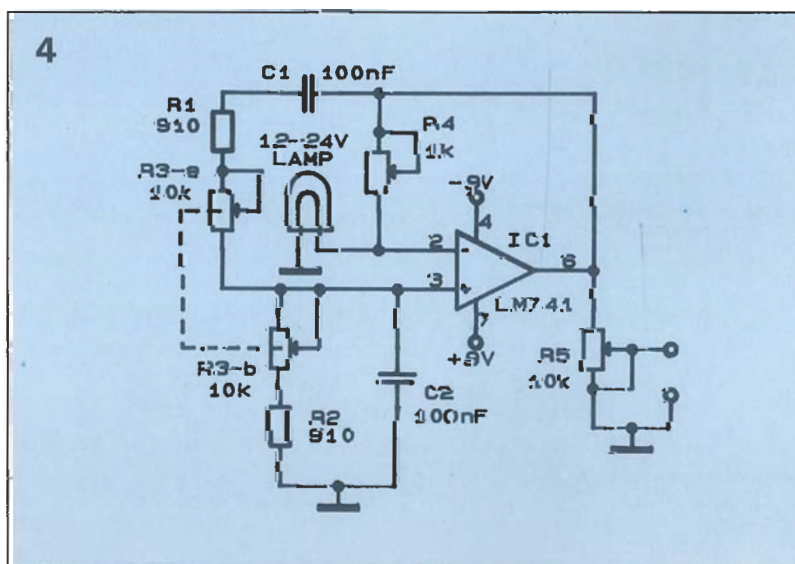 4
C1 100nF
R1
910
12-24V
LAMP
R4
1k
R3-a
10k
-9V
4
IC1
2
-
6
3
+
LM741
7
R3-b
10k
+9V
R5
10k
C2
100nF
R2
910